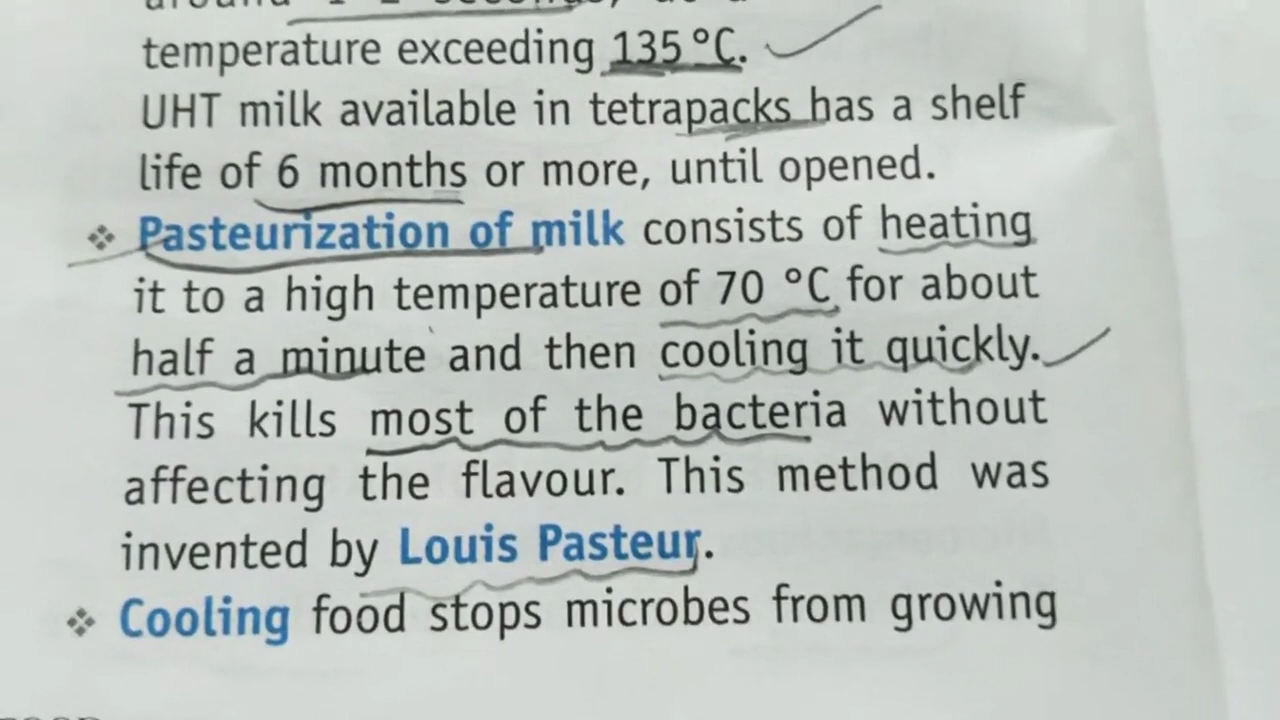 temperature exceeding 135 °C.
UHT milk available in tetrapacks has a shelf
life of 6 months or more, until opened.
❖ Pasteurization of milk consists of heating
it to a high temperature of 70 °C for about
half a minute and then cooling it quickly.
This kills most of the bacteria without
affecting the flavour. This method was
invented by Louis Pasteur.
❖ Cooling food stops microbes from growing